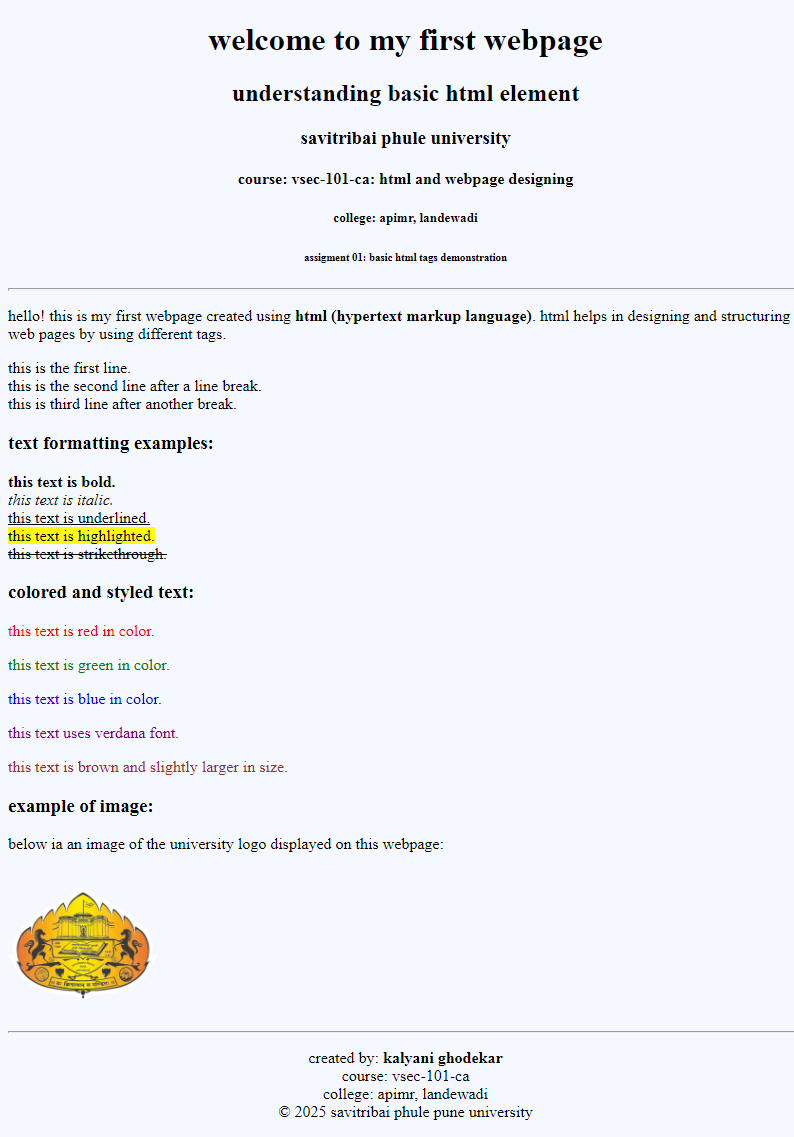 welcome to my first webpage
understanding basic html element
savitribai phule university
course: vsec-101-ca: html and webpage designing
college: apimr, landewadi
assigment 01: basic html tags demonstration
hello! this is my first webpage created using html (hypertext markup language). html helps in designing and structuring
web pages by using different tags.
this is the first line.
this is the second line after a line break.
this is third line after another break.
text formatting examples:
this text is bold.
this text is italic.
this text is underlined.
this text is highlighted.
this text is strikethrough.
colored and styled text:
this text is red in color.
this text is green in color.
this text is blue in color.
this text uses verdana font.
this text is brown and slightly larger in size.
example of image:
below ia an image of the university logo displayed on this webpage:
created by: kalyani ghodekar
course: vsec-101-ca
college: apimr, landewadi
© 2025 savitribai phule pune university